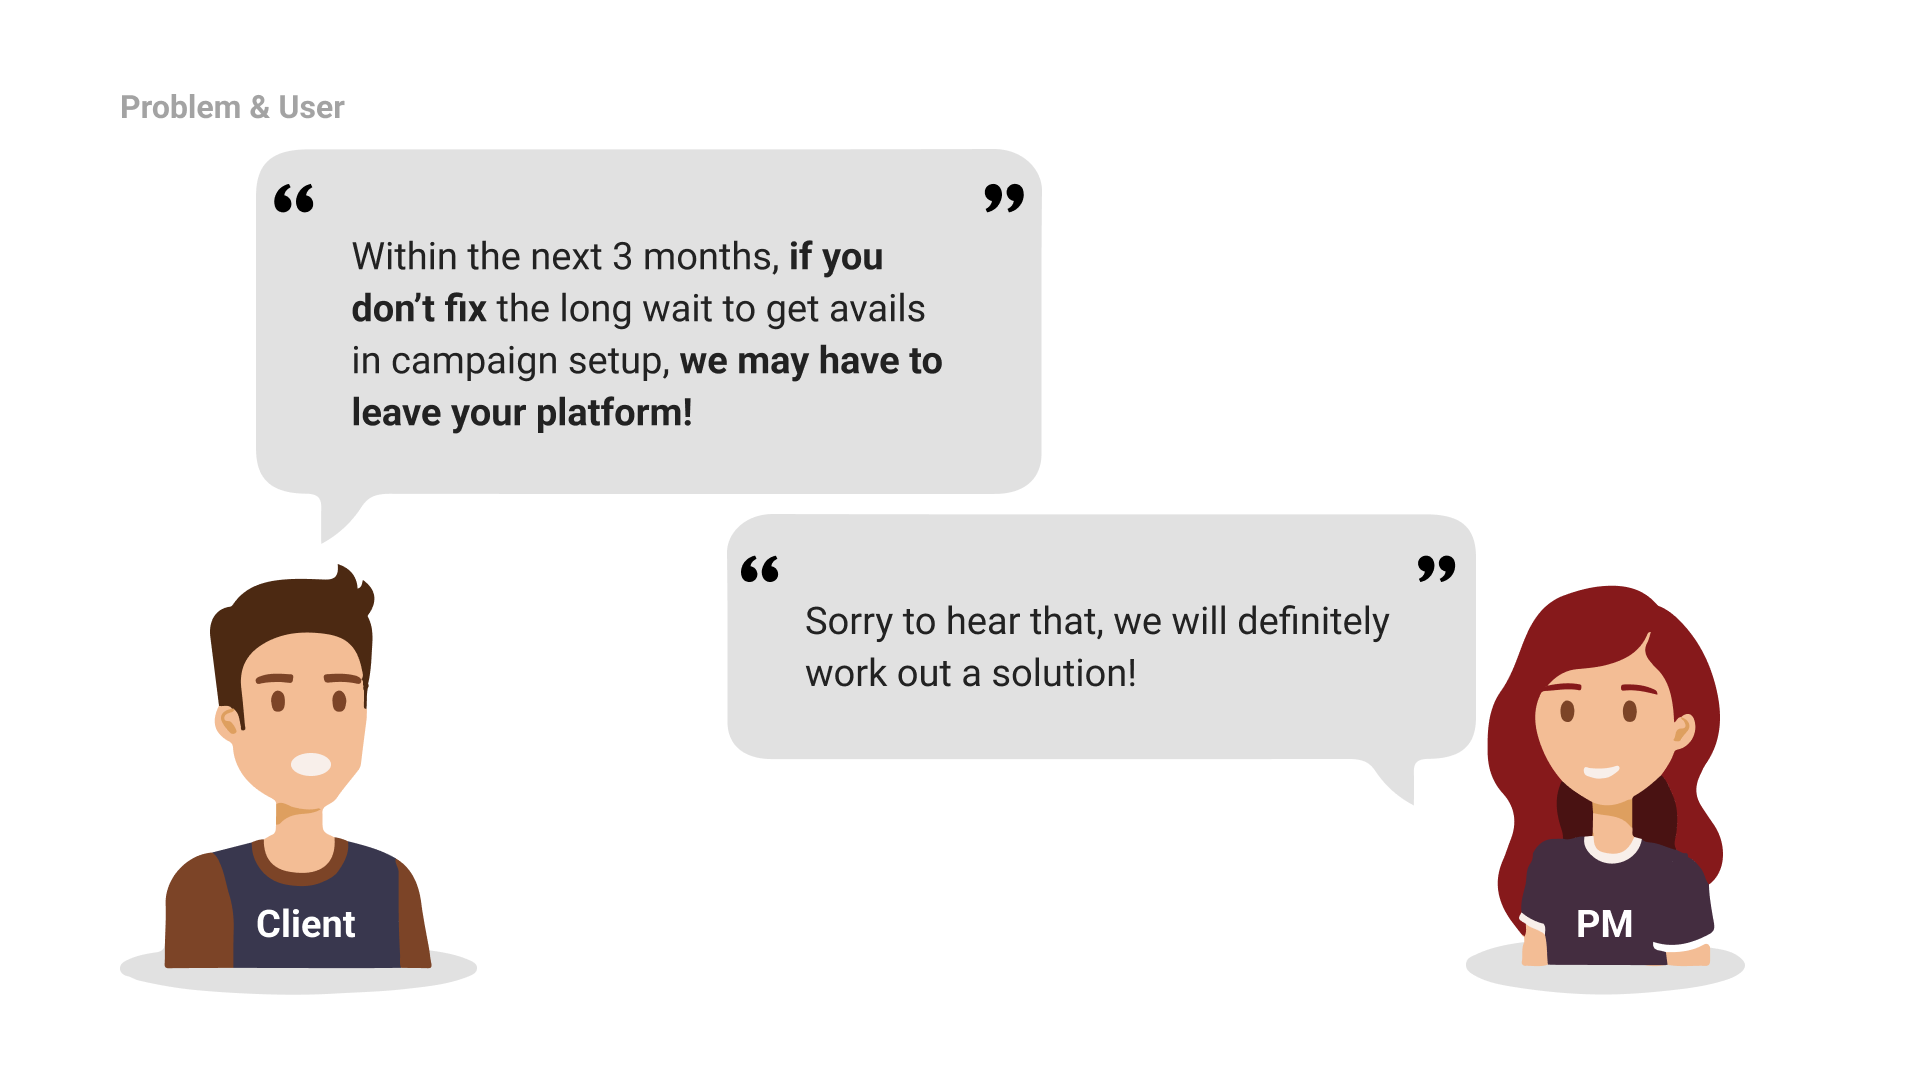 Problem & User
“ ”
Within the next 3 months, if you
don’t fix the long wait to get avails
in campaign setup, we may have to
leave your platform!
“ ”
Sorry to hear that, we will definitely
work out a solution!
Client
PM